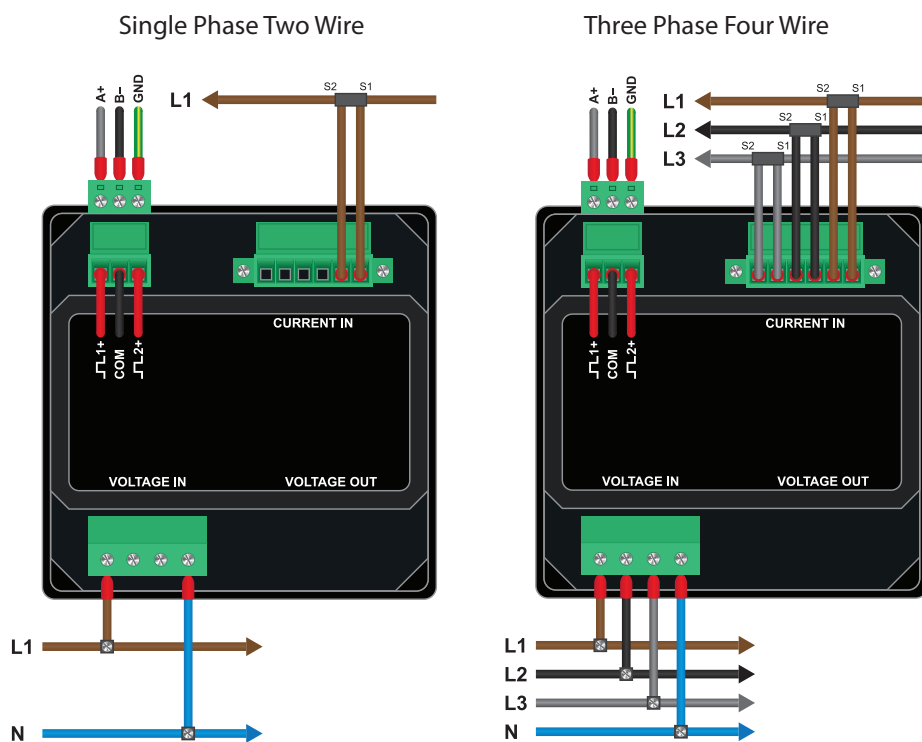 Single Phase Two Wire
A+
B–
GND
L1
S2
S1
CURRENT IN
L1+
COM
L2+
VOLTAGE IN
VOLTAGE OUT
L1
N
Three Phase Four Wire
A+
B–
GND
L1
S2
S1
L2
S2
S1
L3
S2
S1
CURRENT IN
L1+
COM
L2+
VOLTAGE IN
VOLTAGE OUT
L1
L2
L3
N